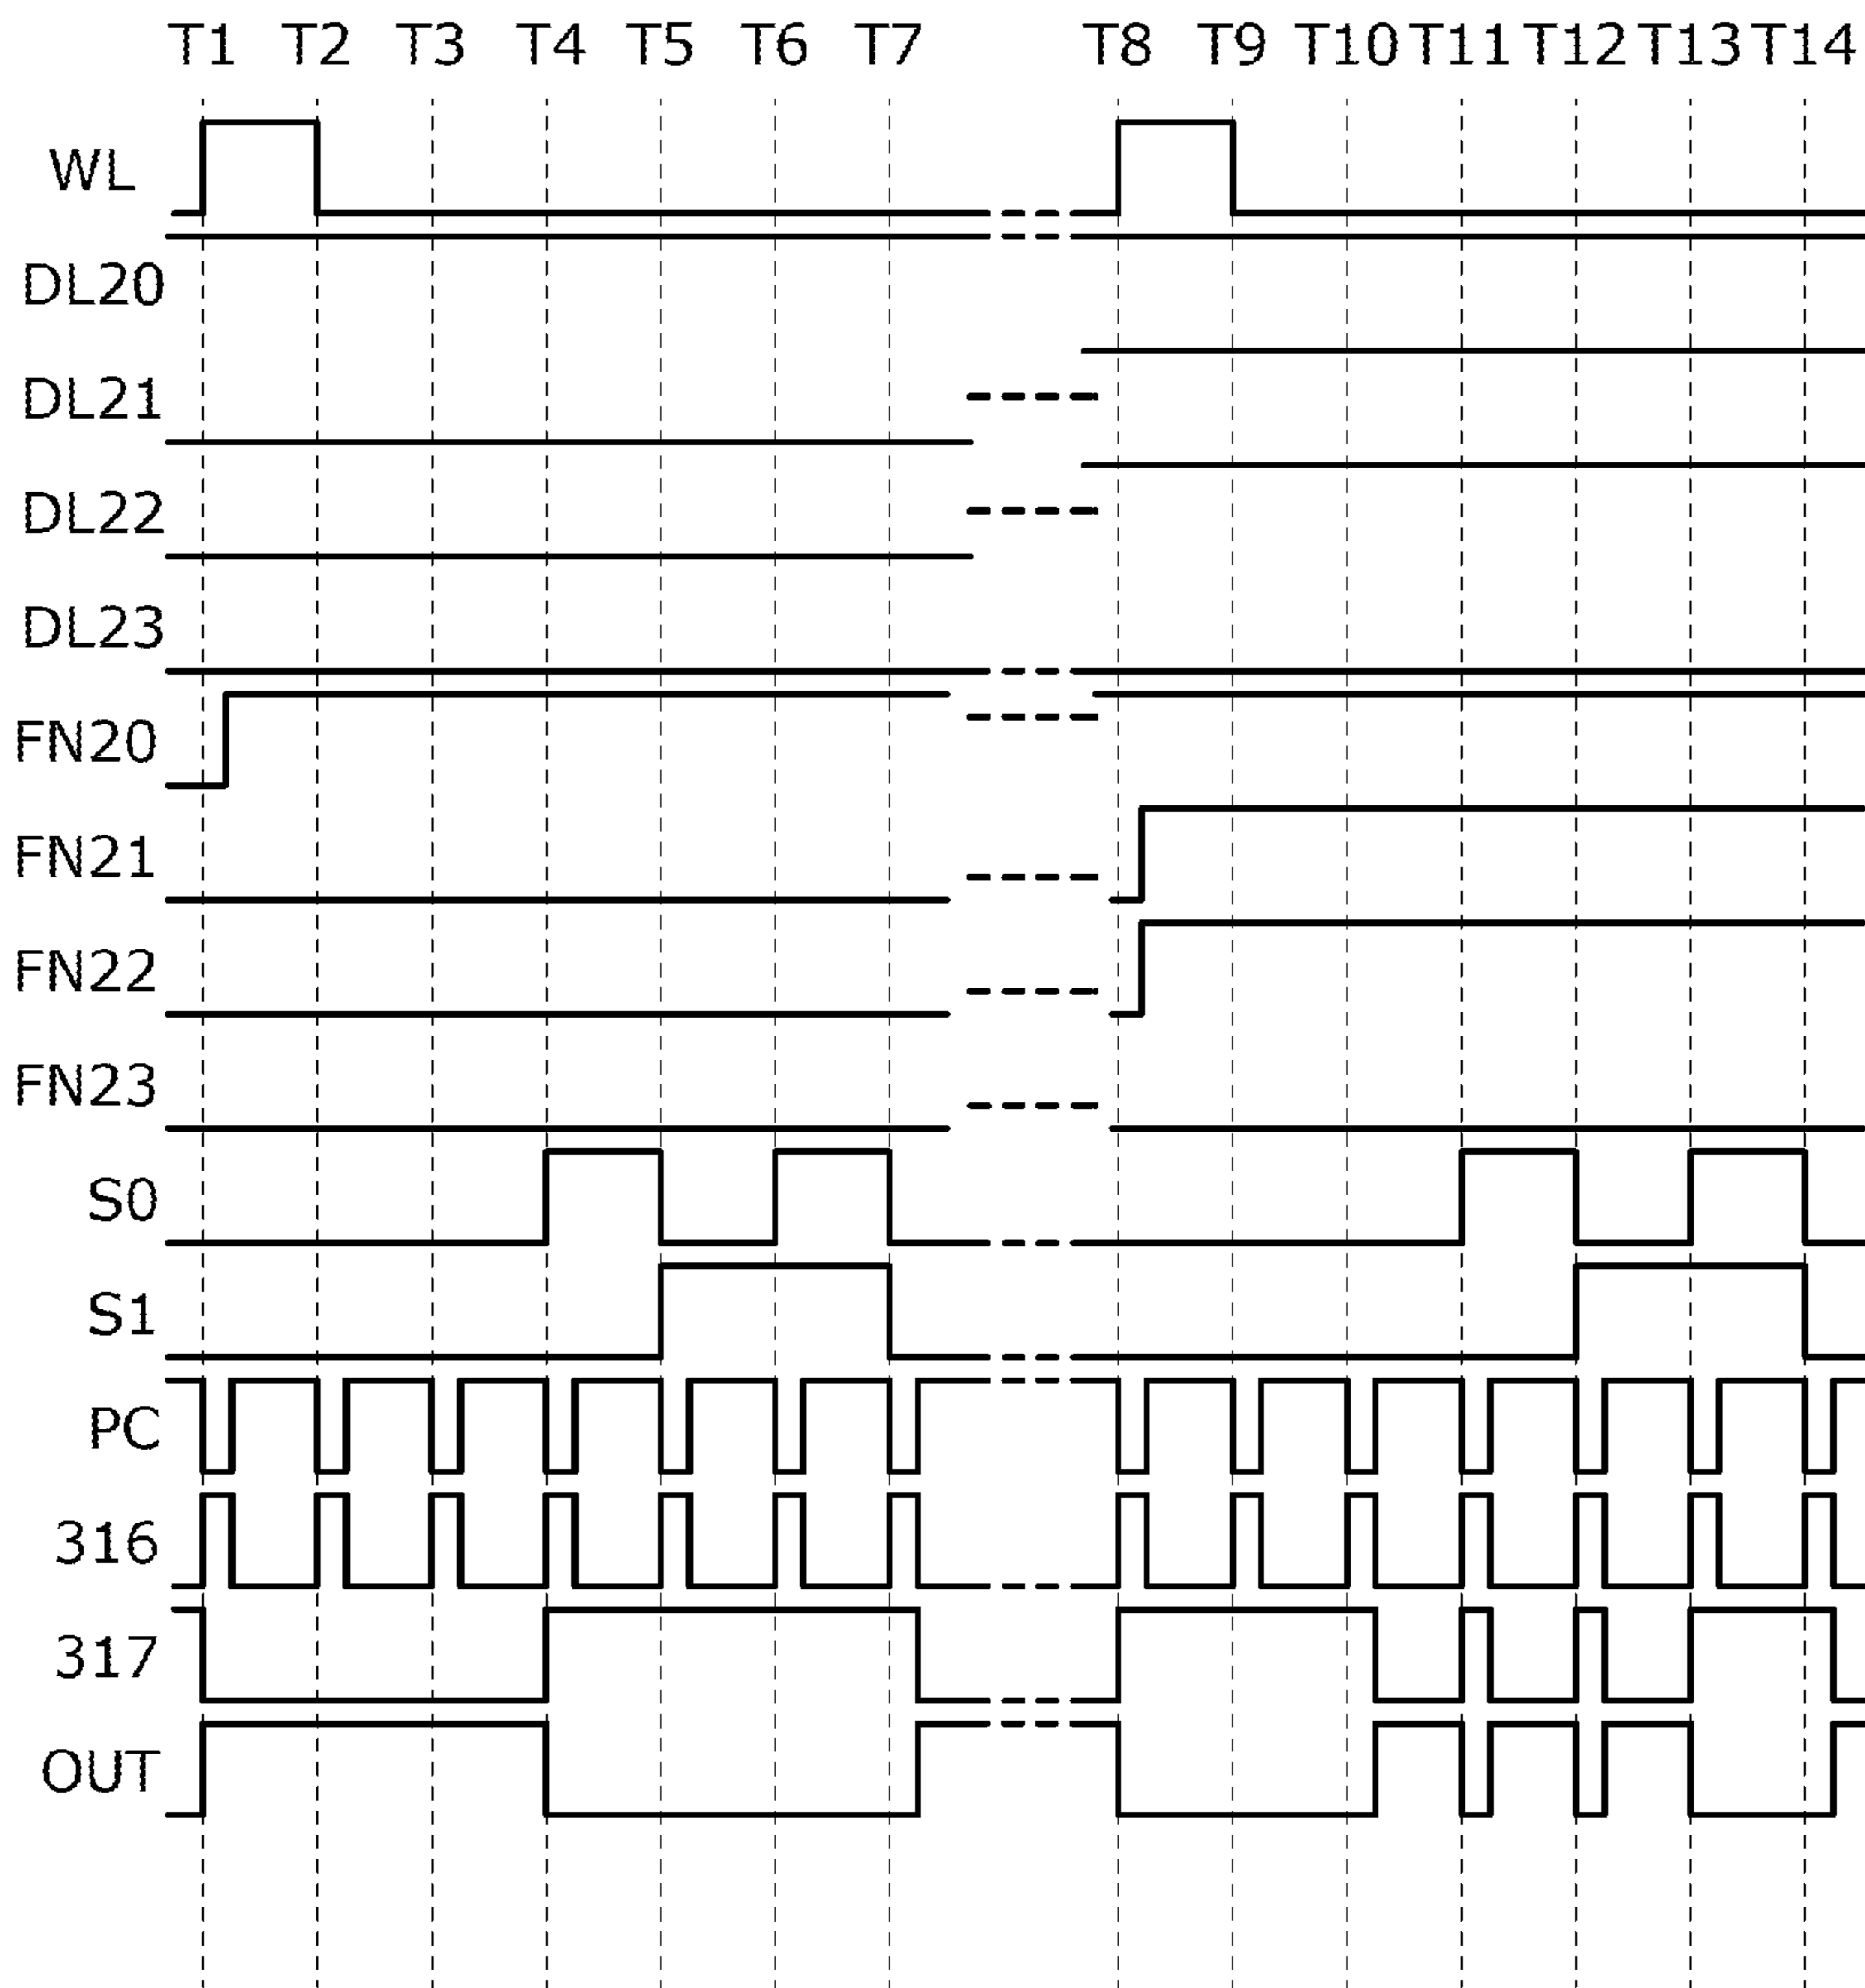 T1 T2 T3 T4 T5 T6 T7 T8 T9 T10 T11 T12 T13 T14
WL
DL20
DL21
DL22
DL23
FN20
FN21
FN22
FN23
S0
S1
PC
316
317
OUT